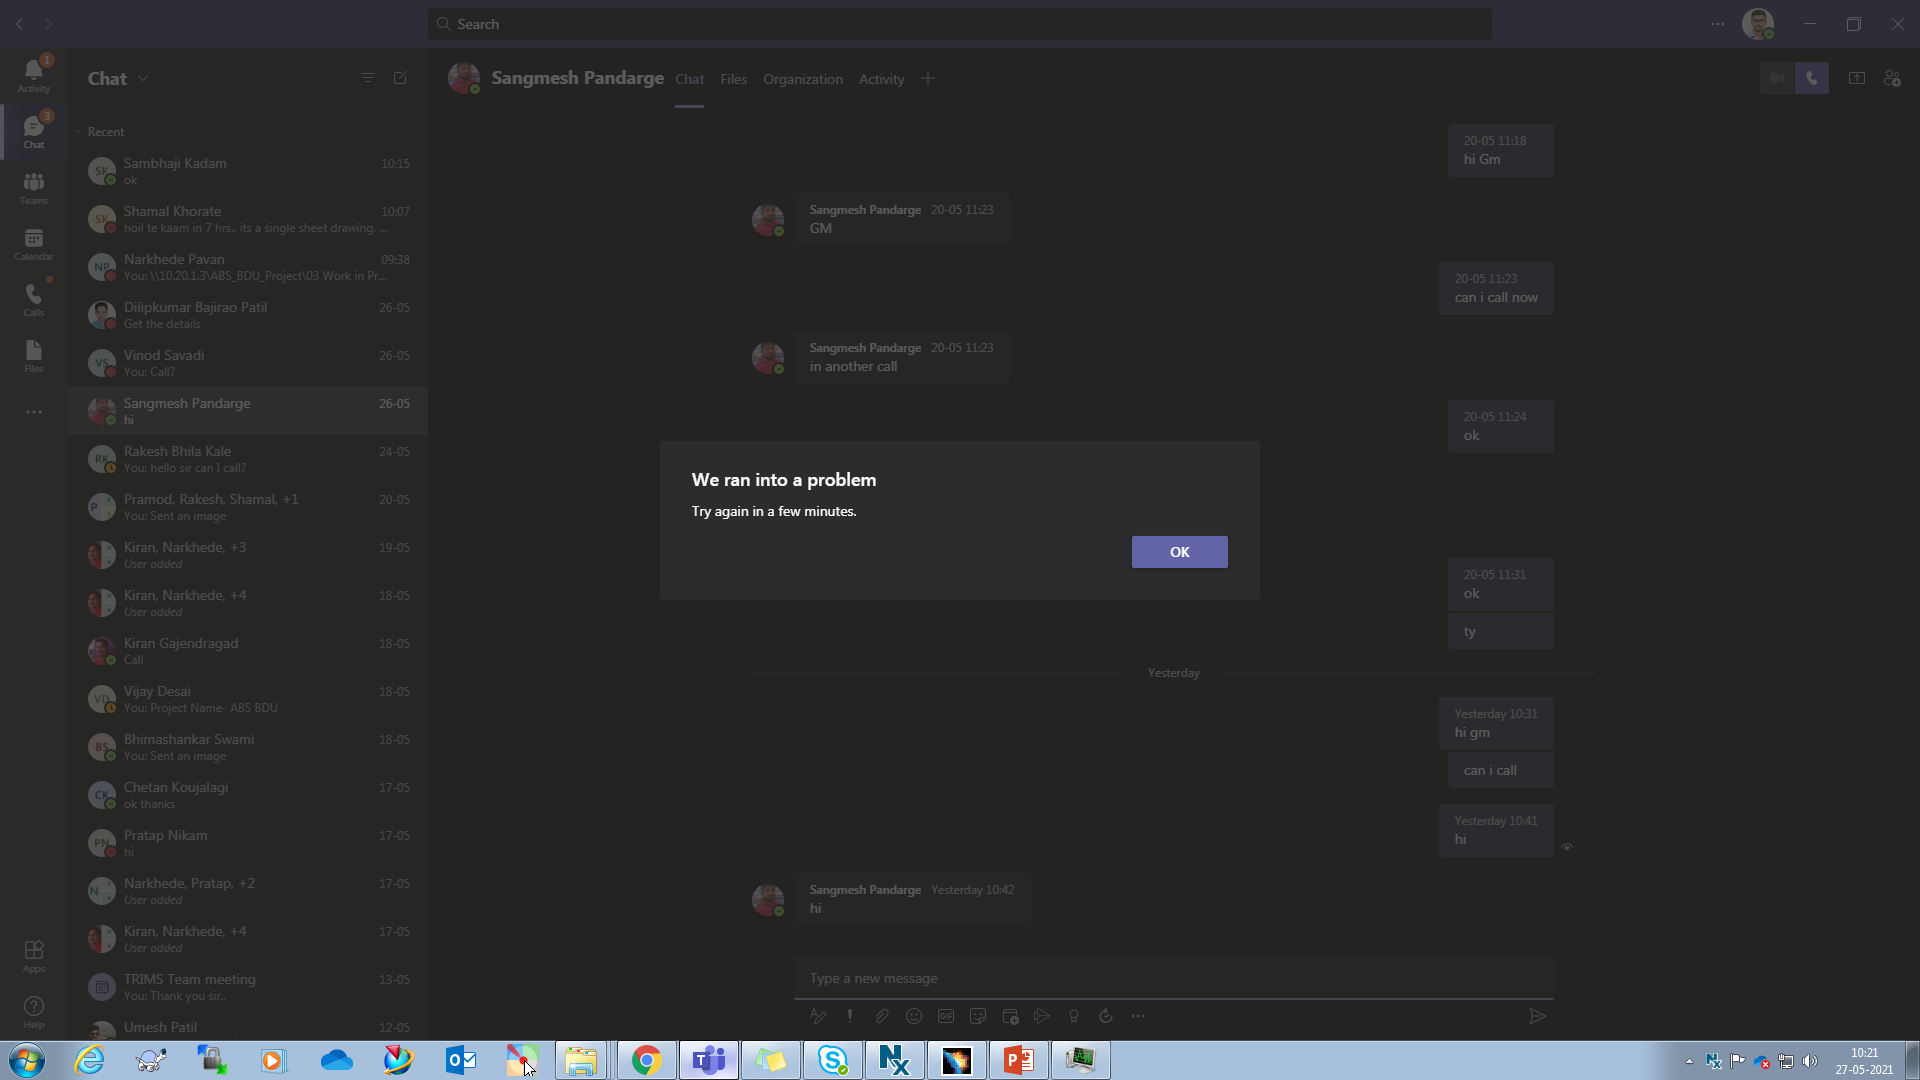 Search
Activity
1
Chat
3
Teams
Calendar
Calls
Files
Apps
Help
Chat
Recent
Sambhaji Kadam 10:15
ok
Shamal Khorate 10:07
hoil te kaam in 7 hrs.. its a single sheet drawing. ...
Narkhede Pavan 09:38
You: \\10.20.1.3\ABS_BDU_Project\03 Work in Pr...
Dilipkumar Bajirao Patil 26-05
Get the details
Vinod Savadi 26-05
You: Call?
Sangmesh Pandarge 26-05
hi
Rakesh Bhila Kale 24-05
You: hello sir can I call?
Pramod, Rakesh, Shamal, +1 20-05
You: Sent an image
Kiran, Narkhede, +3 19-05
User added
Kiran, Narkhede, +4 18-05
User added
Kiran Gajendragad 18-05
Call
Vijay Desai 18-05
You: Project Name- ABS BDU
Bhimashankar Swami 18-05
You: Sent an image
Chetan Koujalagi 17-05
ok thanks
Pratap Nikam 17-05
hi
Narkhede, Pratap, +2 17-05
User added
Kiran, Narkhede, +4 17-05
User added
TRIMS Team meeting 13-05
You: Thank you sir..
Umesh Patil 12-05
SK
SK
NP
VS
RK
P
VD
BS
CK
PN
N
Sangmesh Pandarge Chat Files Organization Activity
20-05 11:18
hi Gm
Sangmesh Pandarge 20-05 11:23
GM
20-05 11:23
can i call now
Sangmesh Pandarge 20-05 11:23
in another call
20-05 11:24
ok
We ran into a problem
Try again in a few minutes.
OK
20-05 11:31
ok
ty
Yesterday
Yesterday 10:31
hi gm
can i call
Yesterday 10:41
hi
Sangmesh Pandarge Yesterday 10:42
hi
Type a new message
GIF
10:21
27-05-2021